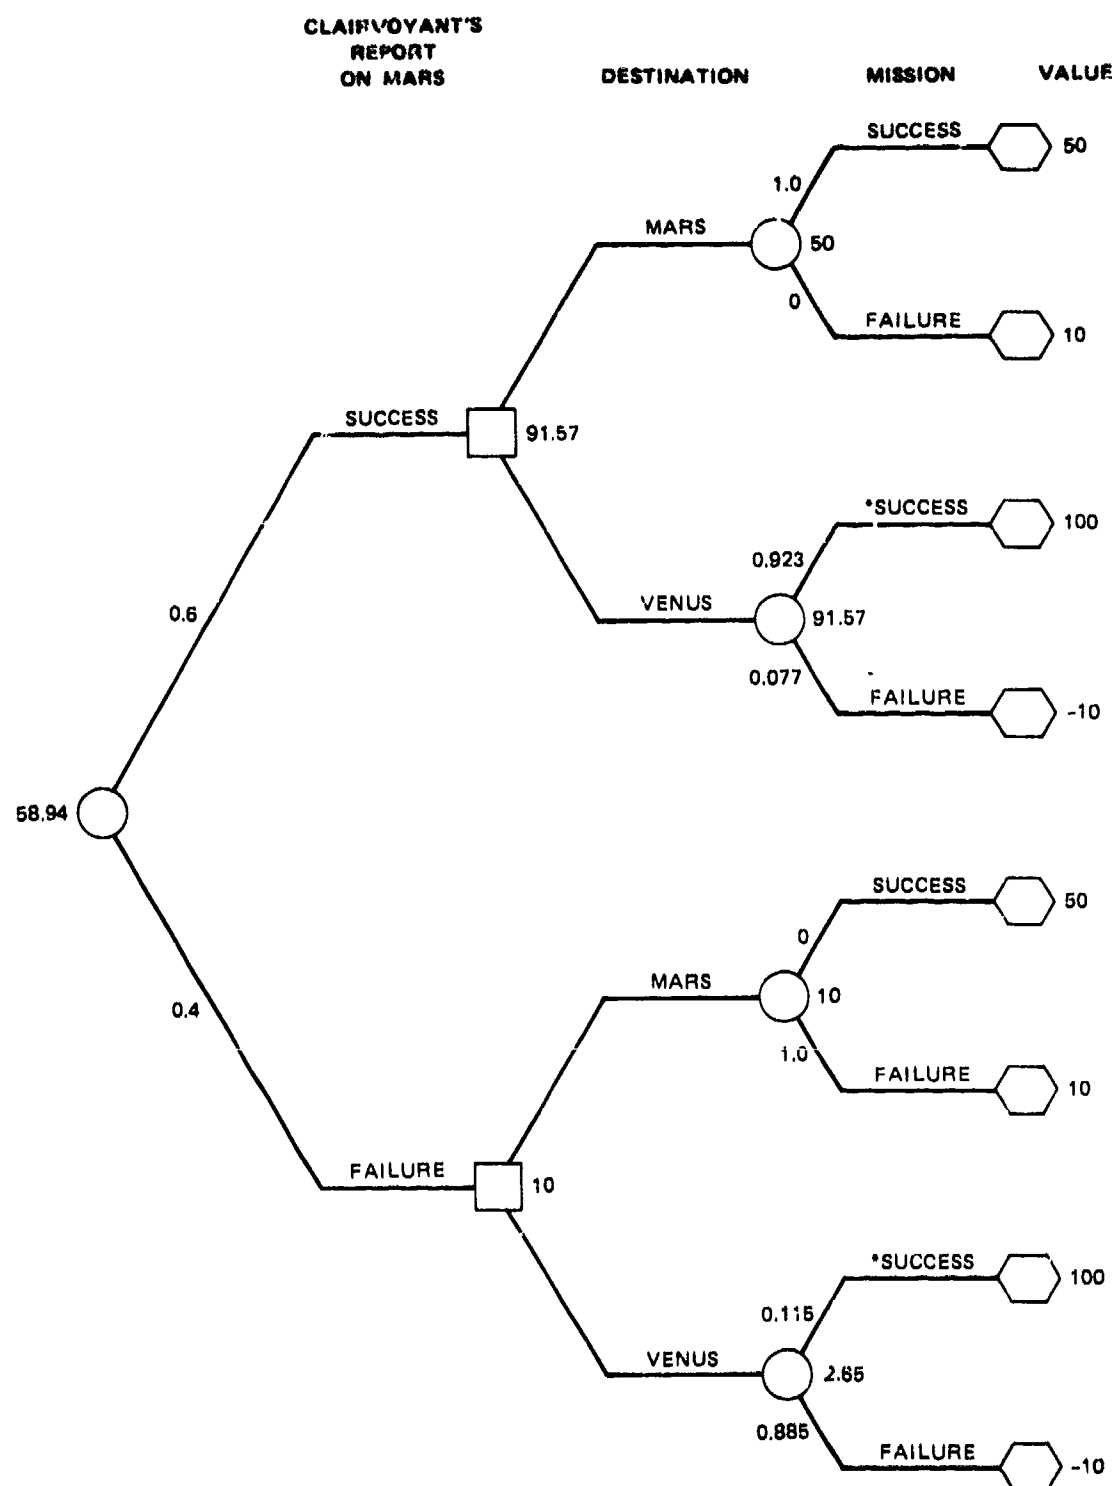 CLAIRVOYANT'S
REPORT
ON MARS
DESTINATION
MISSION
VALUE
SUCCESS
50
1.0
MARS
50
0
FAILURE
10
SUCCESS
91.57
*SUCCESS
100
0.923
0.6
VENUS
91.57
0.077
FAILURE
-10
58.94
SUCCESS
50
0
MARS
10
0.4
1.0
FAILURE
10
FAILURE
10
*SUCCESS
100
0.115
VENUS
2.65
0.885
FAILURE
-10